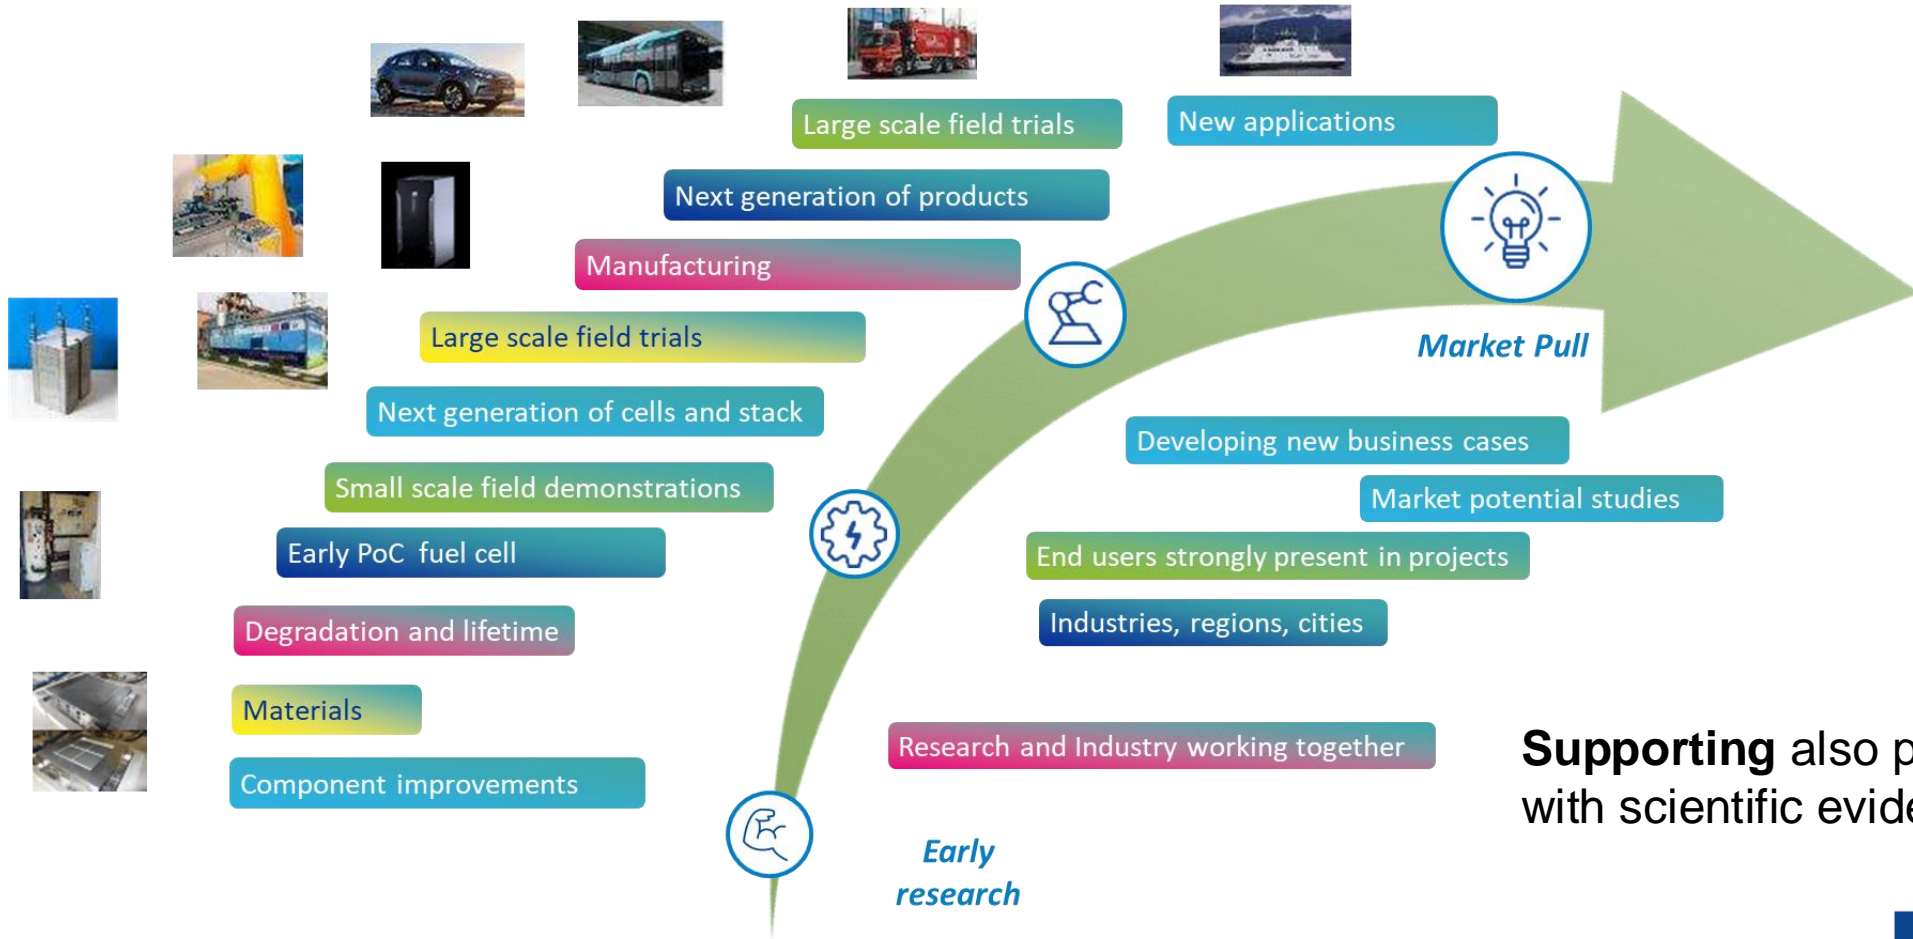 Large scale field trials
New applications
Next generation of products
Manufacturing
Large scale field trials
Market Pull
Next generation of cells and stack
Developing new business cases
Small scale field demonstrations
Market potential studies
Early PoC fuel cell
End users strongly present in projects
Degradation and lifetime
Industries, regions, cities
Materials
Research and Industry working together
Component improvements
Supporting also p
with scientific evide
Early
research